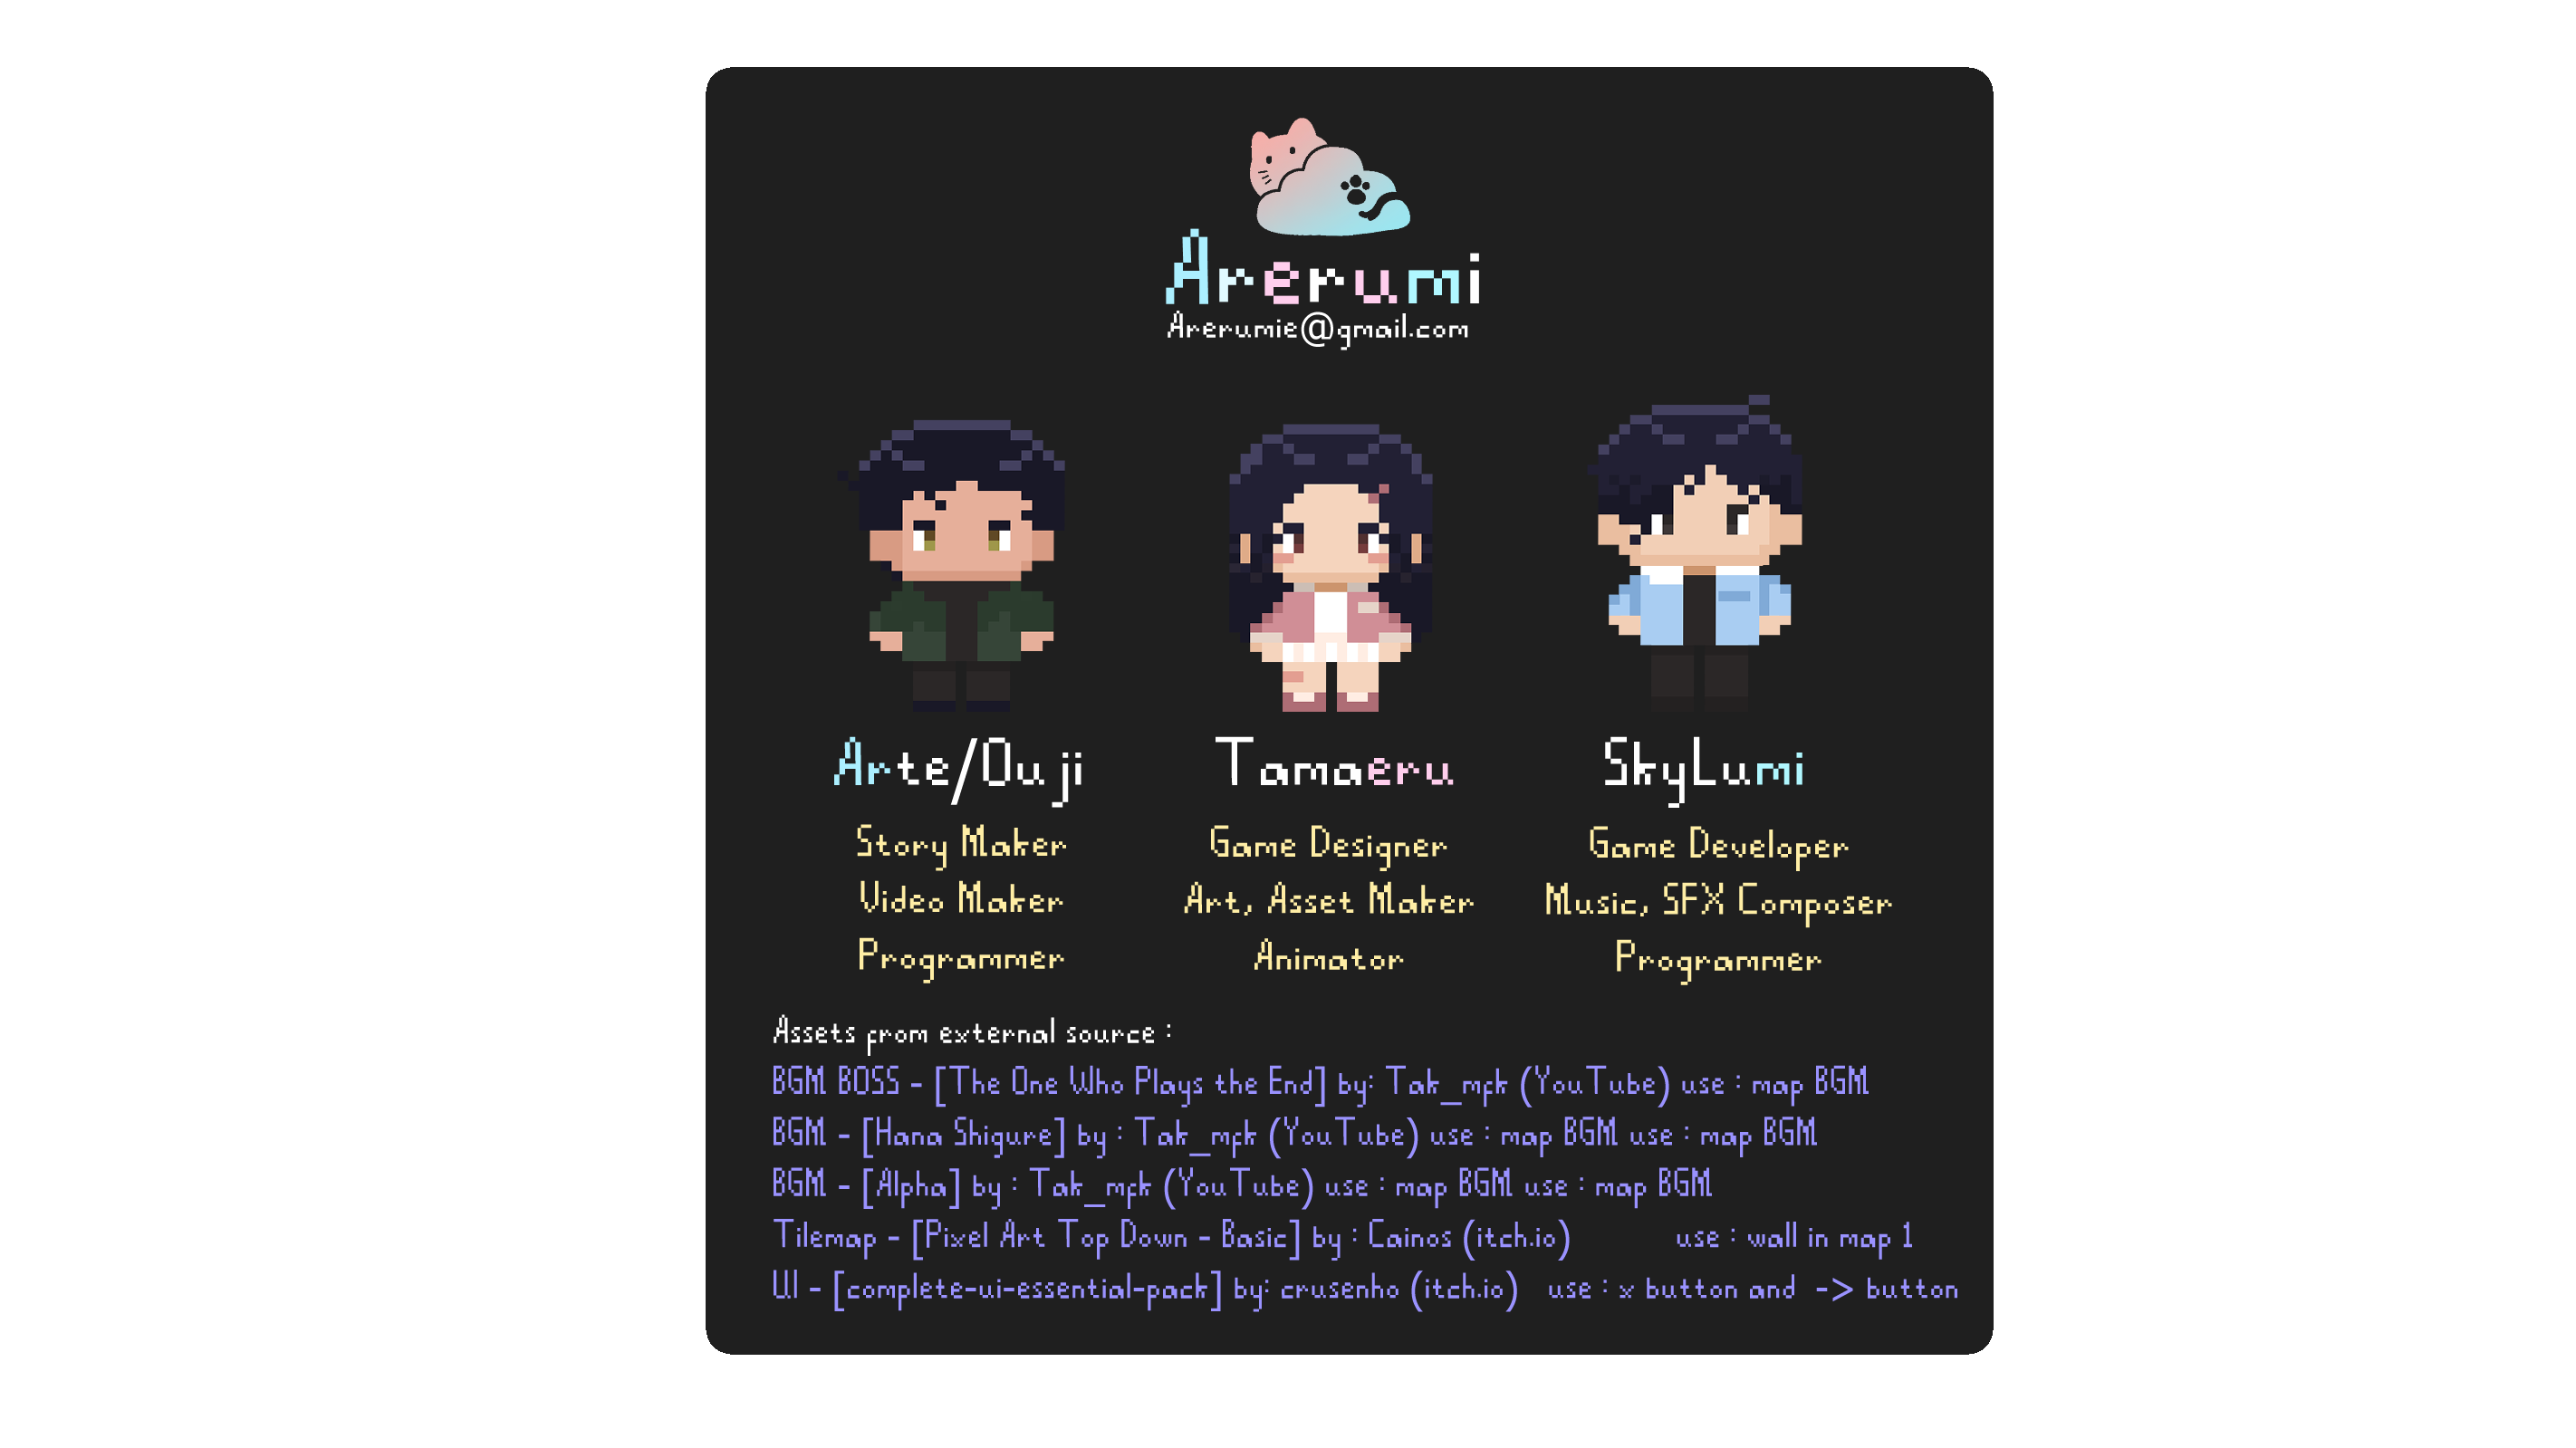 Arerumi
Arerumie@gmail.com
Arte/Ouji
Tamaeru
SkyLumi
Story Maker
Game Designer
Game Developer
Video Maker
Art, Asset Maker
Music, SFX Composer
Programmer
Animator
Programmer
Assets from external source :
BGM BOSS - [The One Who Plays the End] by: Tak_mfk (YouTube) use : map BGM
BGM - [Hana Shigure] by : Tak_mfk (YouTube) use : map BGM use : map BGM
BGM - [Alpha] by : Tak_mfk (YouTube) use : map BGM use : map BGM
Tilemap - [Pixel Art Top Down - Basic] by : Cainos (itch.io) use : wall in map 1
UI - [complete-ui-essential-pack] by: crusenho (itch.io) use : x button and -> button